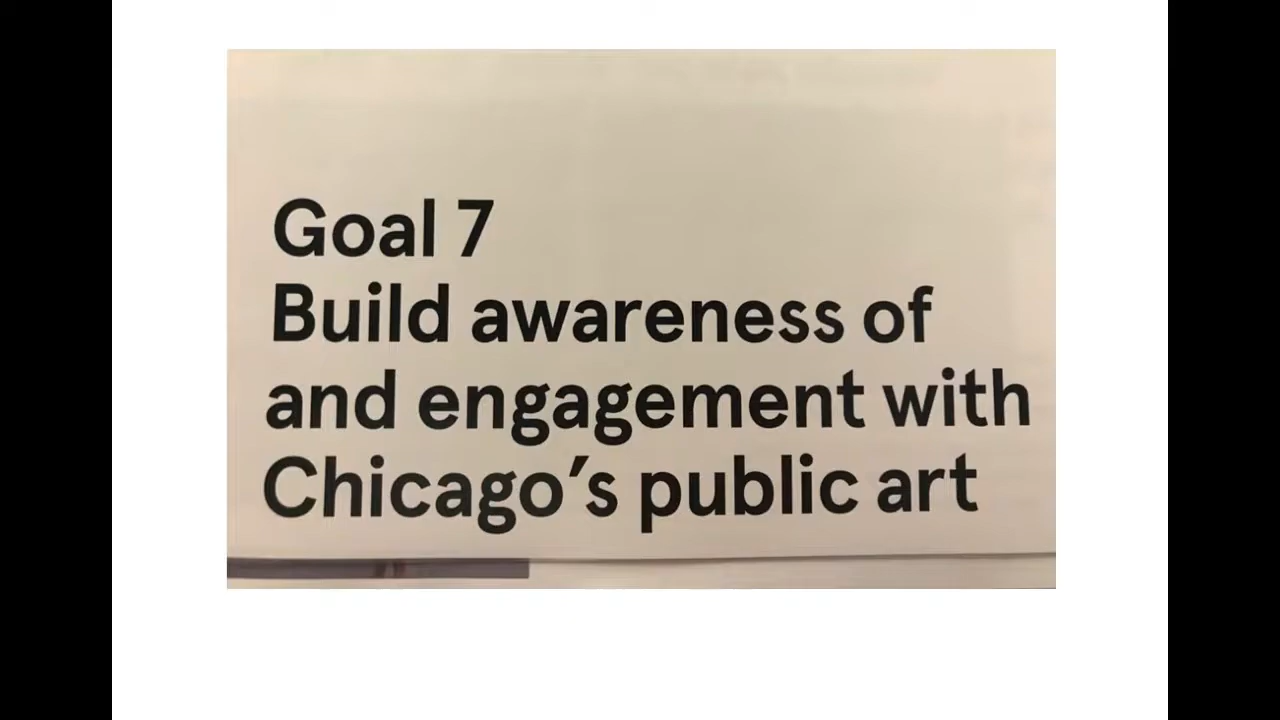 Goal 7
Build awareness of
and engagement with
Chicago’s public art